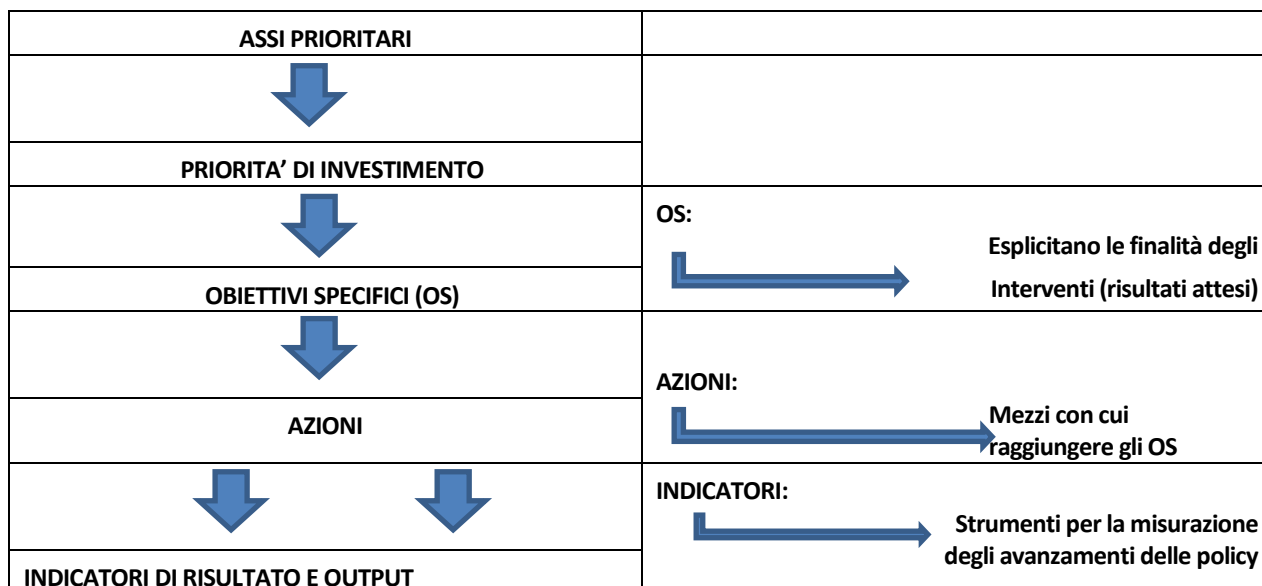 ASSI PRIORITARI
PRIORITA’ DI INVESTIMENTO
OBIETTIVI SPECIFICI (OS)
OS:
Esplicitano le finalità degli
Interventi (risultati attesi)
AZIONI
AZIONI:
Mezzi con cui
raggiungere gli OS
INDICATORI DI RISULTATO E OUTPUT
INDICATORI:
Strumenti per la misurazione
degli avanzamenti delle policy